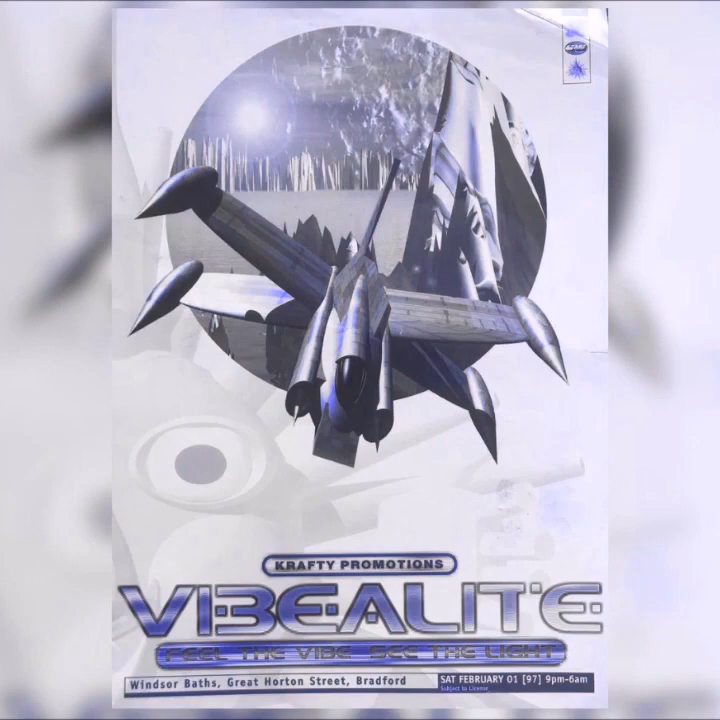 KRAFTY PROMOTIONS
VIBEALITE
FEEL THE VIBE SEE THE LIGHT
Windsor Baths, Great Horton Street, Bradford
SAT FEBRUARY 01 [97] 9pm-6am
Subject to License